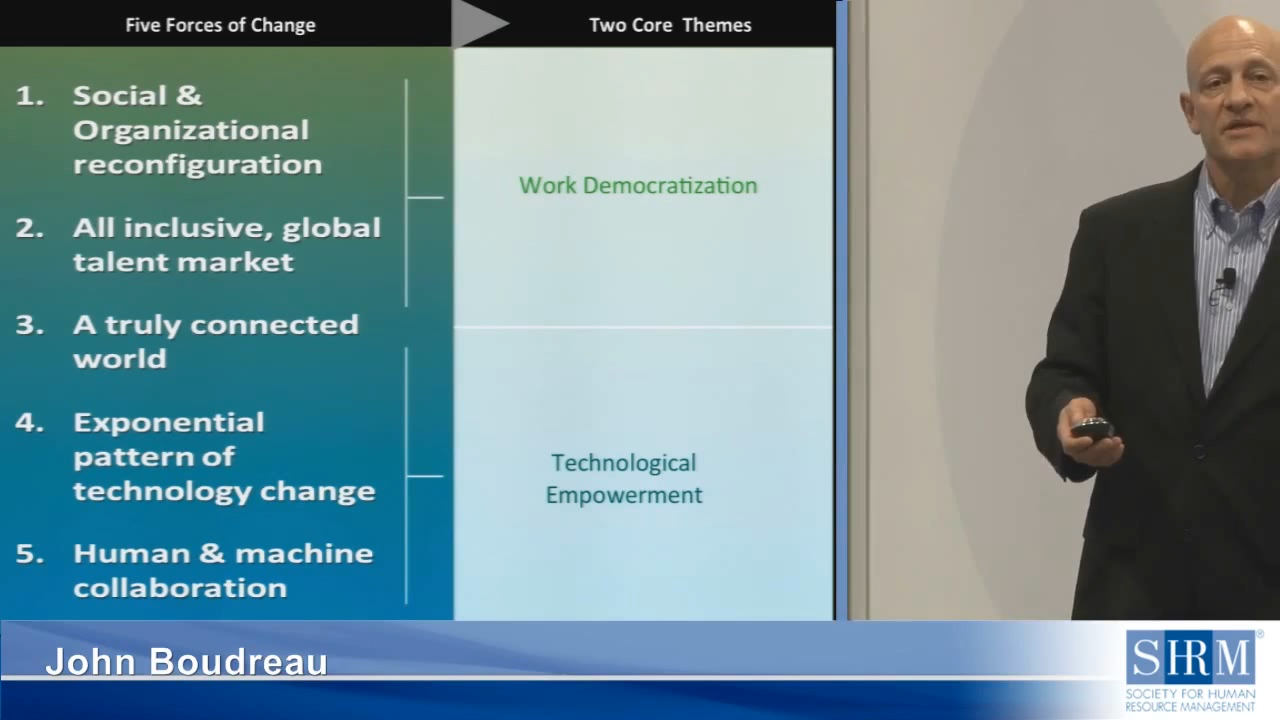 Five Forces of Change
Two Core Themes
1. Social &
Organizational
reconfiguration
2. All inclusive, global
talent market
3. A truly connected
world
4. Exponential
pattern of
technology change
5. Human & machine
collaboration
Work Democratization
Technological
Empowerment
John Boudreau
SHRM®
SOCIETY FOR HUMAN
RESOURCE MANAGEMENT